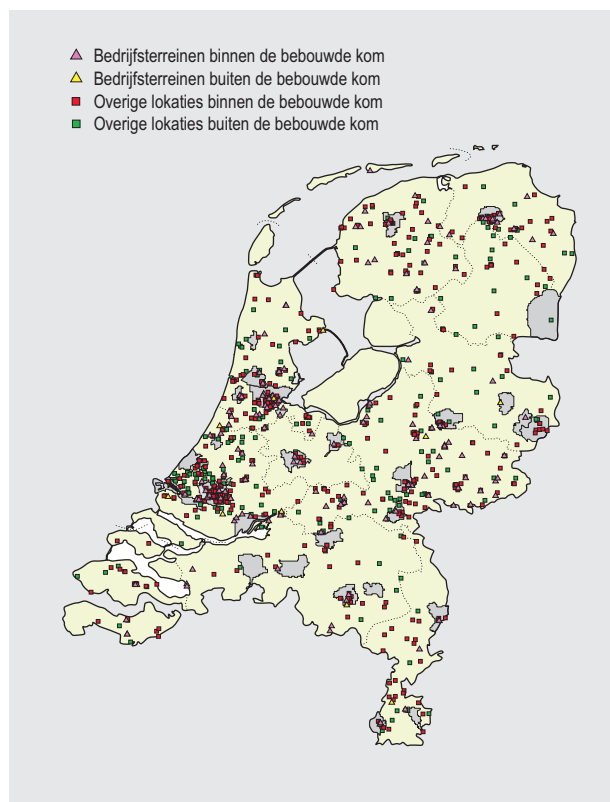 Bedrijfsterreinen binnen de bebouwde kom
Bedrijfsterreinen buiten de bebouwde kom
Overige lokaties binnen de bebouwde kom
Overige lokaties buiten de bebouwde kom